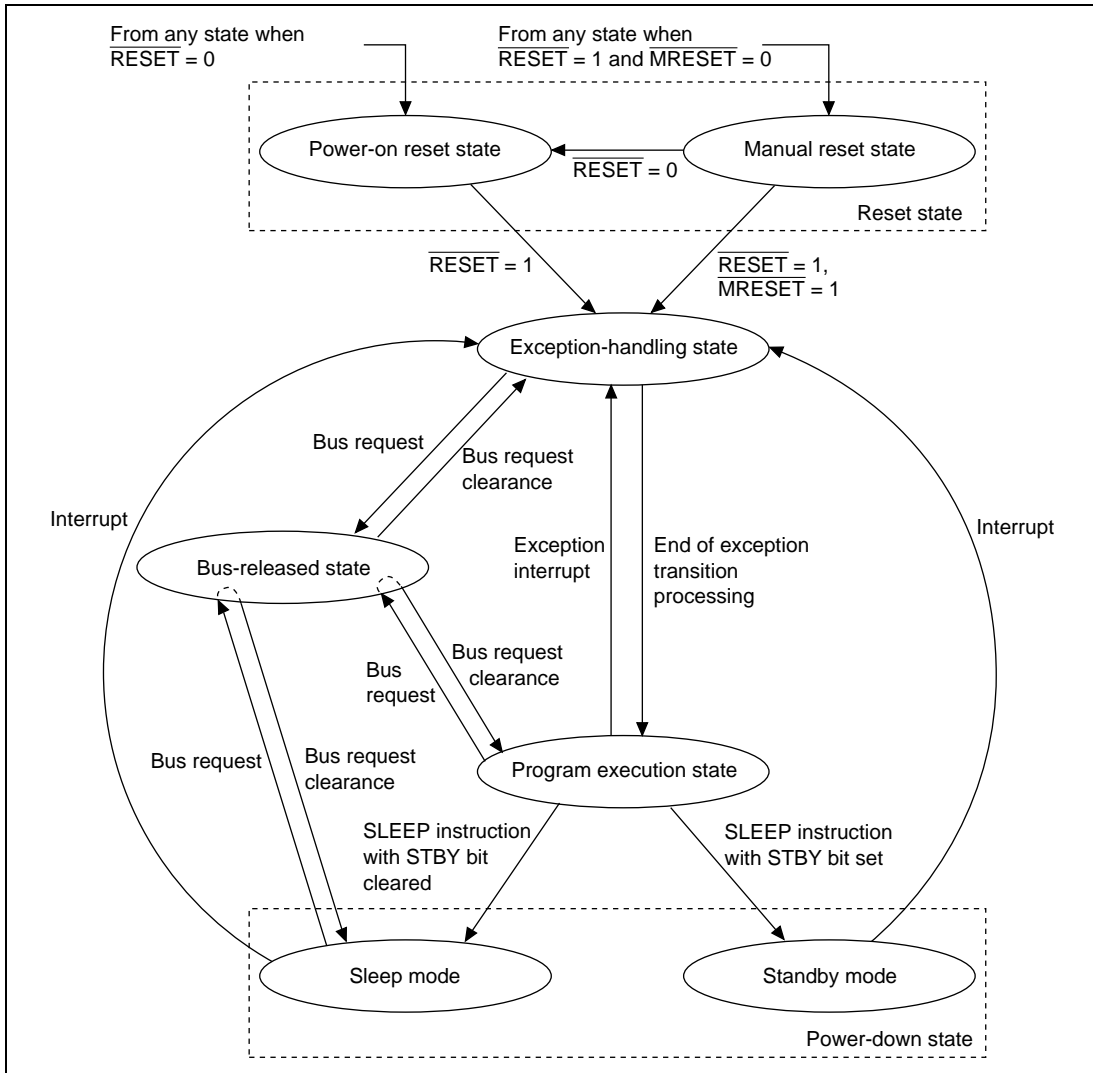 From any state when
RESET = 0
From any state when
RESET = 1 and MRESET = 0
Power-on reset state
RESET = 0
Manual reset state
Reset state
RESET = 1
RESET = 1,
MRESET = 1
Exception-handling state
Bus request
Bus request
clearance
Interrupt
Interrupt
Bus-released state
Exception
interrupt
End of exception
transition
processing
Bus
request
Bus request
clearance
Bus request
Bus request
clearance
Program execution state
SLEEP instruction
with STBY bit
cleared
SLEEP instruction
with STBY bit set
Sleep mode
Standby mode
Power-down state